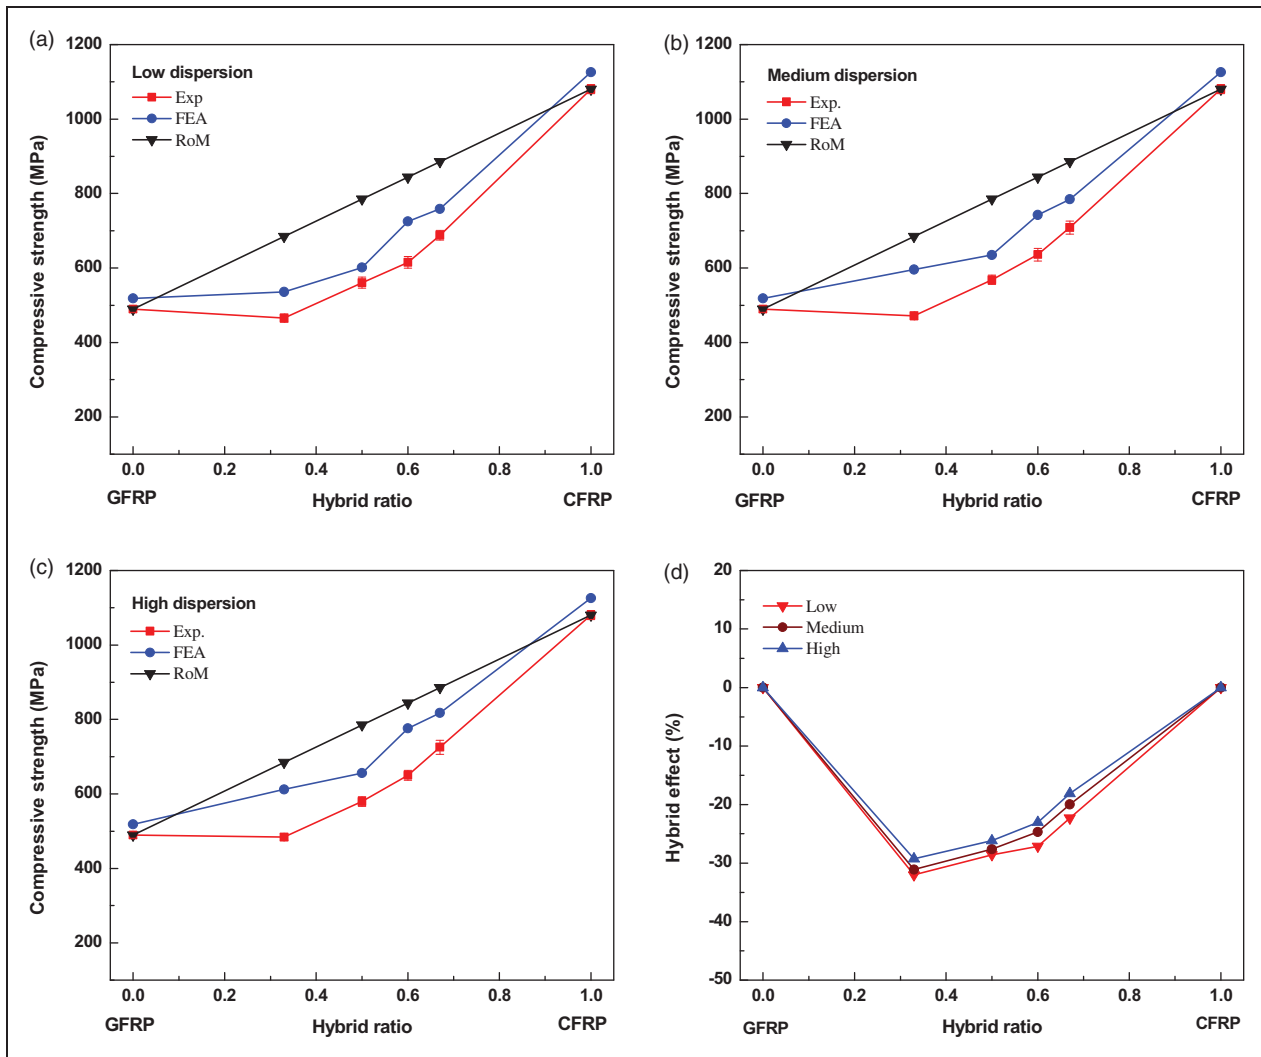 (a)
1200
1000
800
600
400
200
Compressive strength (MPa)
Low dispersion
Exp
FEA
RoM
0.0 0.2 0.4 0.6 0.8 1.0
GFRP Hybrid ratio CFRP
(b)
1200
1000
800
600
400
200
Compressive strength (MPa)
Medium dispersion
Exp.
FEA
RoM
0.0 0.2 0.4 0.6 0.8 1.0
GFRP Hybrid ratio CFRP
(c)
1200
1000
800
600
400
200
Compressive strength (MPa)
High dispersion
Exp.
FEA
RoM
0.0 0.2 0.4 0.6 0.8 1.0
GFRP Hybrid ratio CFRP
(d)
20
10
0
-10
-20
-30
-40
-50
Hybrid effect (%)
Low
Medium
High
0.0 0.2 0.4 0.6 0.8 1.0
GFRP Hybrid ratio CFRP